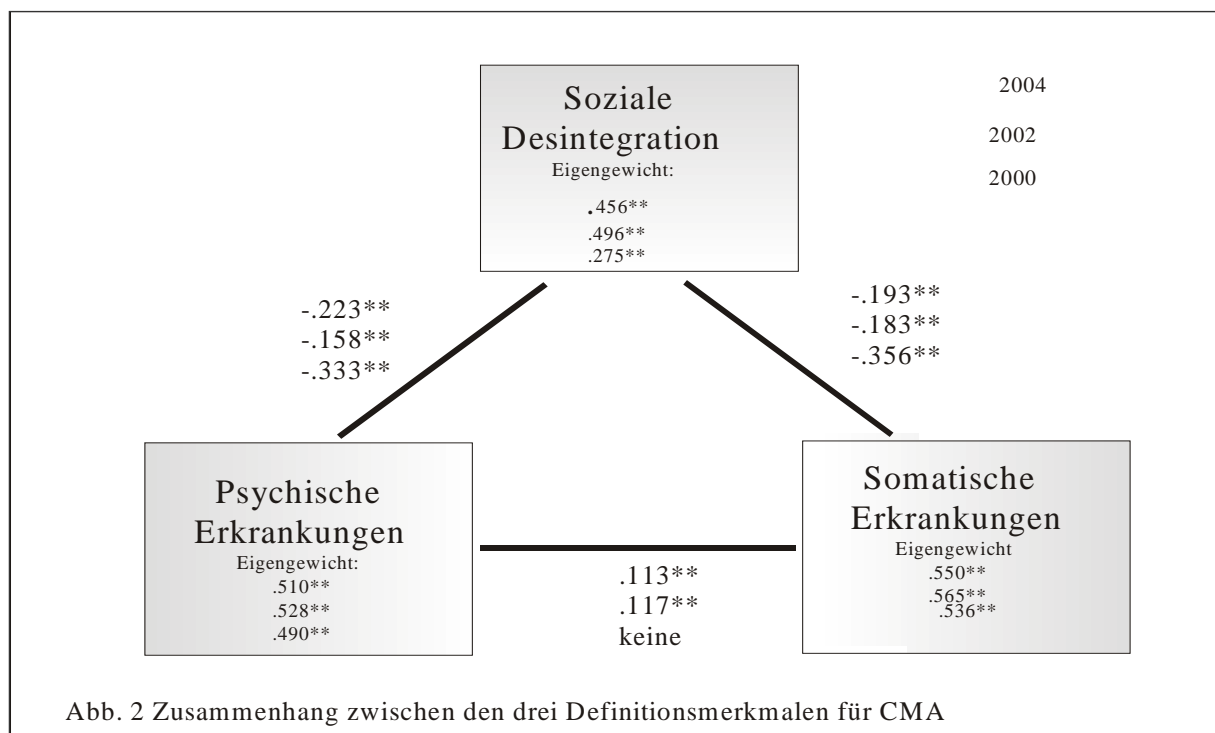 Soziale
Desintegration
Eigengewicht:
.456**
.496**
.275**
2004
2002
2000
-.223**
-.158**
-.333**
-.193**
-.183**
-.356**
Psychische
Erkrankungen
Eigengewicht:
.510**
.528**
.490**
.113**
.117**
keine
Somatische
Erkrankungen
Eigengewicht
.550**
.565**
.536**
Abb. 2 Zusammenhang zwischen den drei Definitionsmerkmalen für CMA